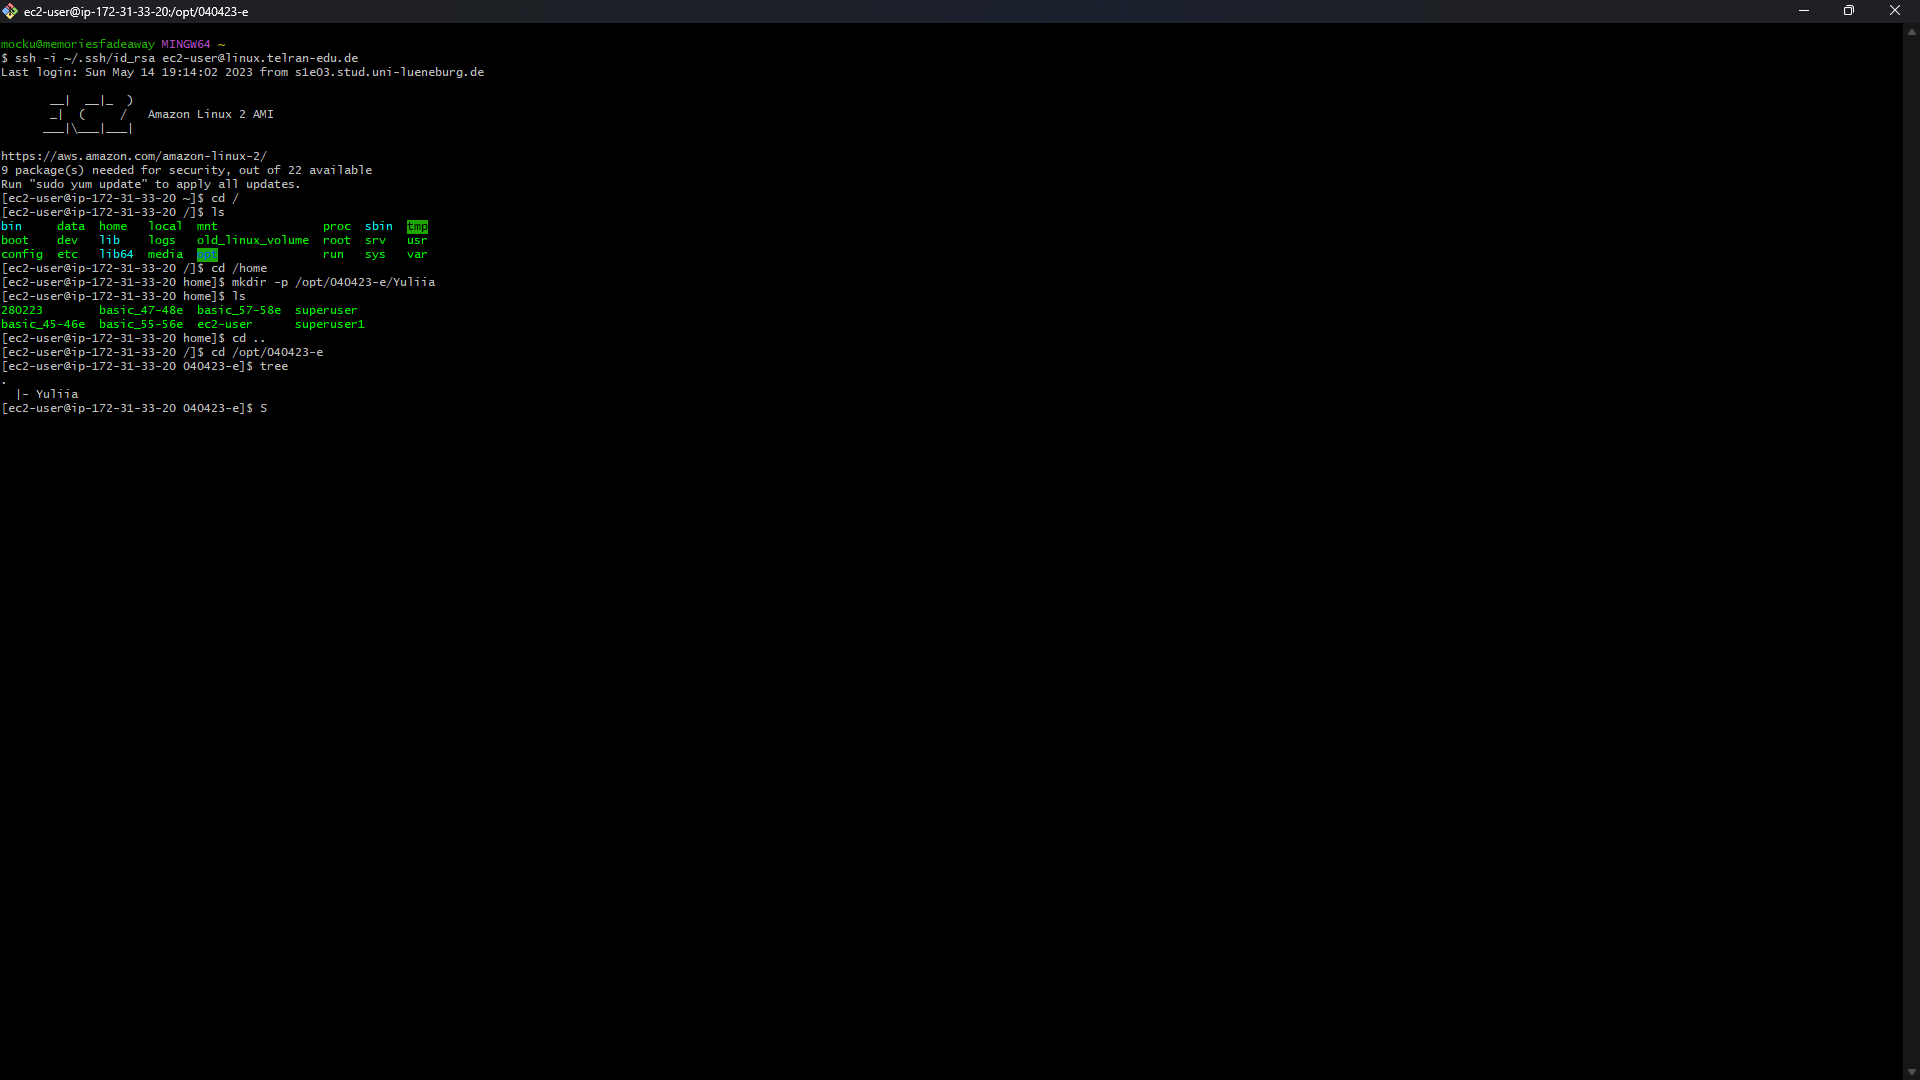 ec2-user@ip-172-31-33-20:/opt/040423-e
mocku@memoriesfadeaway MINGW64 ~
$ ssh -i ~/.ssh/id_rsa ec2-user@linux.telran-edu.de
Last login: Sun May 14 19:14:02 2023 from s1e03.stud.uni-lueneburg.de

       __|  __|_  )
       _|  (     /   Amazon Linux 2 AMI
      ___|\___|___|

https://aws.amazon.com/amazon-linux-2/
9 package(s) needed for security, out of 22 available
Run "sudo yum update" to apply all updates.
[ec2-user@ip-172-31-33-20 ~]$ cd /
[ec2-user@ip-172-31-33-20 /]$ ls
bin     data  home   local  mnt               proc  sbin  tmp
boot    dev   lib    logs   old_linux_volume  root  srv   usr
config  etc   lib64  media  opt               run   sys   var
[ec2-user@ip-172-31-33-20 /]$ cd /home
[ec2-user@ip-172-31-33-20 home]$ mkdir -p /opt/040423-e/Yuliia
[ec2-user@ip-172-31-33-20 home]$ ls
280223        basic_47-48e  basic_57-58e  superuser
basic_45-46e  basic_55-56e  ec2-user      superuser1
[ec2-user@ip-172-31-33-20 home]$ cd ..
[ec2-user@ip-172-31-33-20 /]$ cd /opt/040423-e
[ec2-user@ip-172-31-33-20 040423-e]$ tree
.
  |- Yuliia
[ec2-user@ip-172-31-33-20 040423-e]$ S